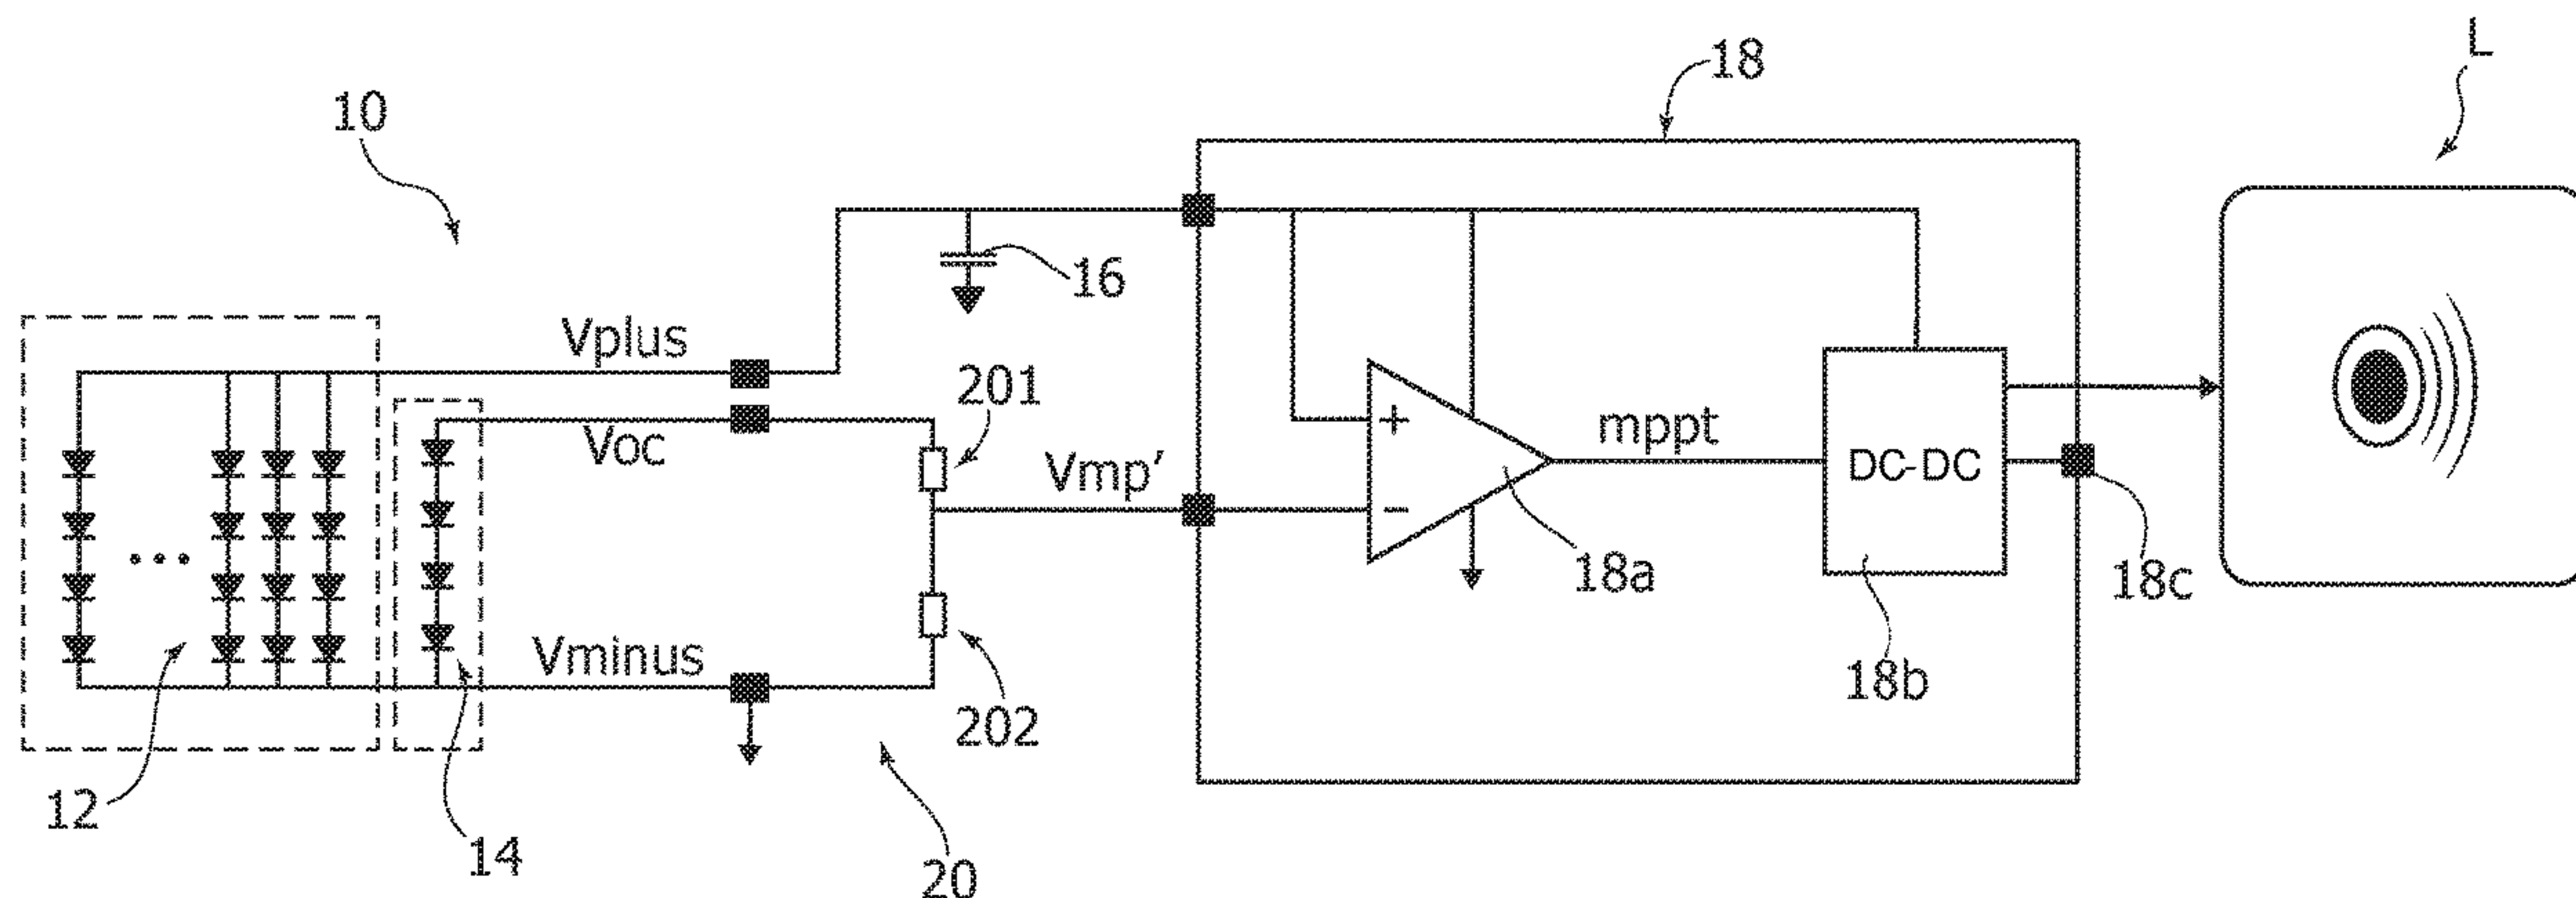 L
18
10
16
Vplus
201
Voc
mppt
+
Vmp'
DC-DC
−
18a
18c
Vminus
18b
202
12
14
20